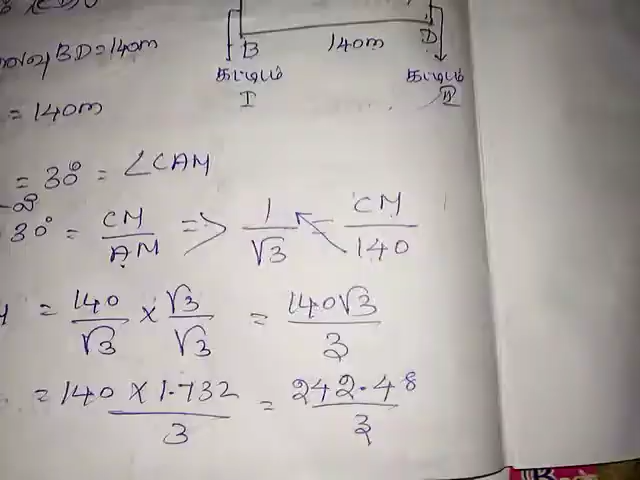 BD = 140m
B 140m D
கட்டிடம் கட்டிடம்
I II
= 140m
= 30° = ∠CAM
30° = CM/AM => 1/√3 = CM/140
= 140/√3 × √3/√3 = 140√3/3
= 140 × 1.732/3 = 242.48/3